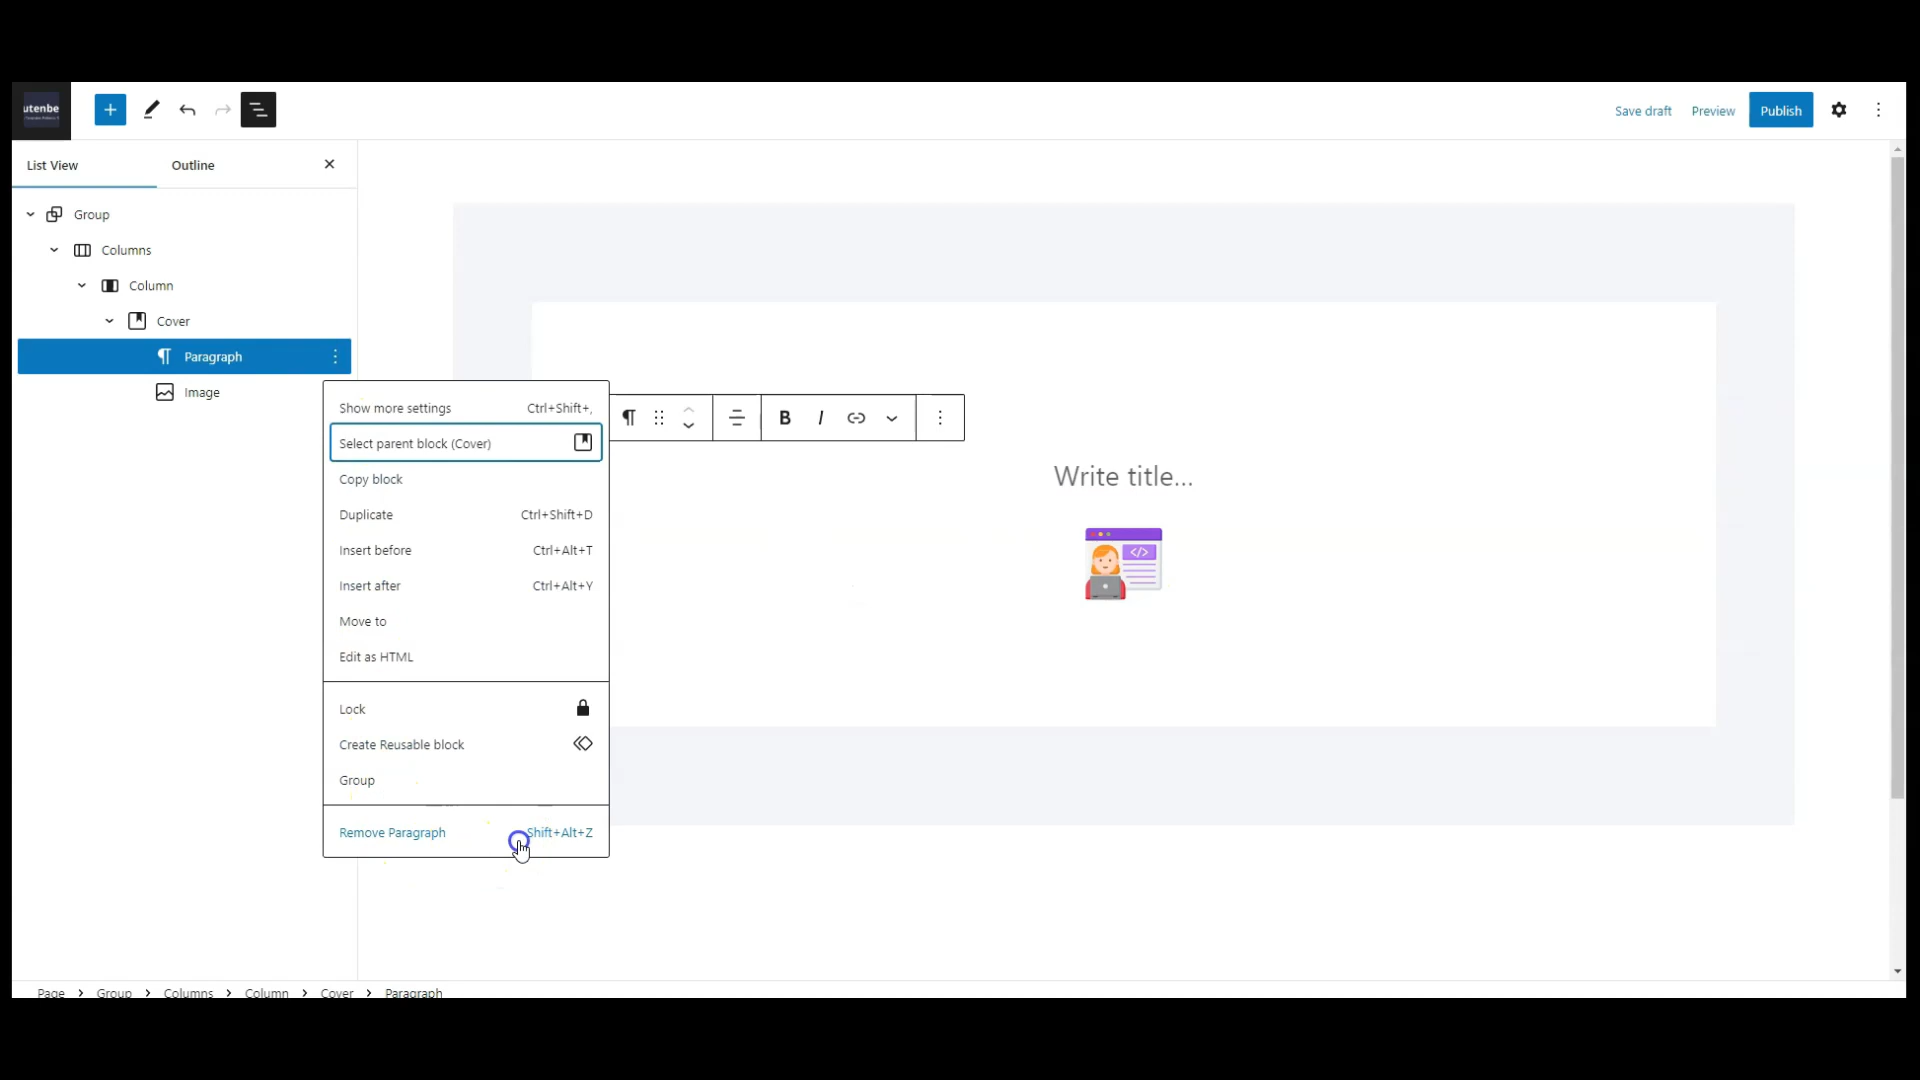 utenbe
Save draft
Preview
Publish
List View
Outline
Group
Columns
Column
Cover
Paragraph
Image
Show more settings Ctrl+Shift+,
Select parent block (Cover)
Copy block
Duplicate Ctrl+Shift+D
Insert before Ctrl+Alt+T
Insert after Ctrl+Alt+Y
Move to
Edit as HTML
Lock
Create Reusable block
Group
Remove Paragraph Shift+Alt+Z
B I
Write title...
</>
Page > Group > Columns > Column > Cover > Paragraph